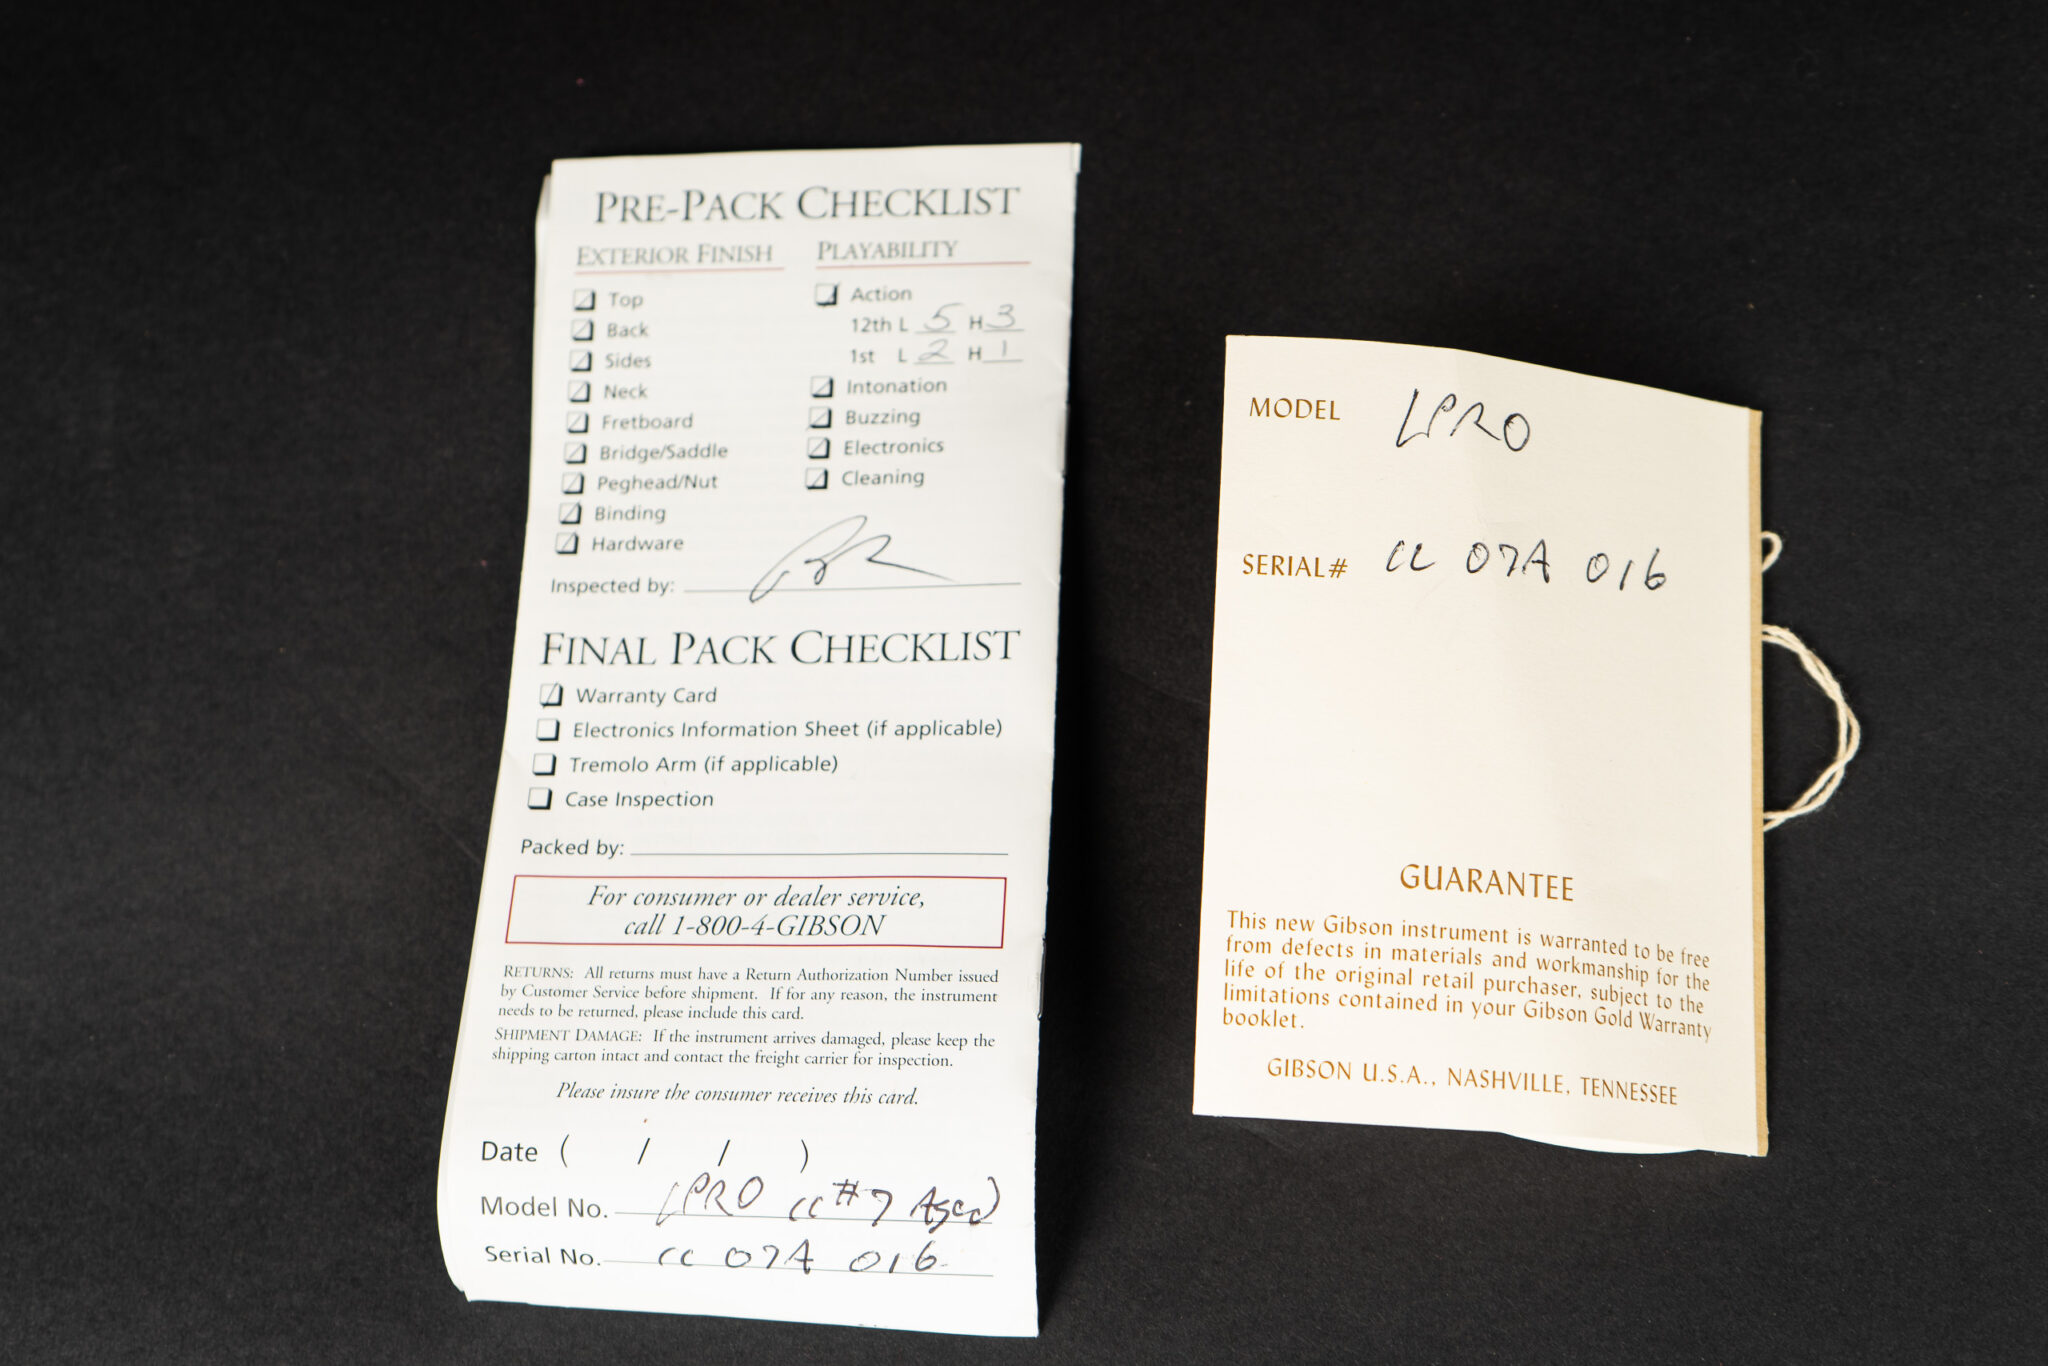 PRE-PACK CHECKLIST
EXTERIOR FINISH
Top
Back
Sides
Neck
Fretboard
Bridge/Saddle
Peghead/Nut
Binding
Hardware
PLAYABILITY
Action
12th L 5 H 3
1st L 2 H 1
Intonation
Buzzing
Electronics
Cleaning
Inspected by:
FINAL PACK CHECKLIST
Warranty Card
Electronics Information Sheet (if applicable)
Tremolo Arm (if applicable)
Case Inspection
Packed by:
For consumer or dealer service,
call 1-800-4-GIBSON
RETURNS: All returns must have a Return Authorization Number issued
by Customer Service before shipment. If for any reason, the instrument
needs to be returned, please include this card.
SHIPMENT DAMAGE: If the instrument arrives damaged, please keep the
shipping carton intact and contact the freight carrier for inspection.
Please insure the consumer receives this card.
Date ( / / )
Model No. LPRO CC #7 Aged
Serial No. CC 07A 016
MODEL LPRO
SERIAL# CC 07A 016
GUARANTEE
This new Gibson instrument is warranted to be free
from defects in materials and workmanship for the
life of the original retail purchaser, subject to the
limitations contained in your Gibson Gold Warranty
booklet.
GIBSON U.S.A., NASHVILLE, TENNESSEE